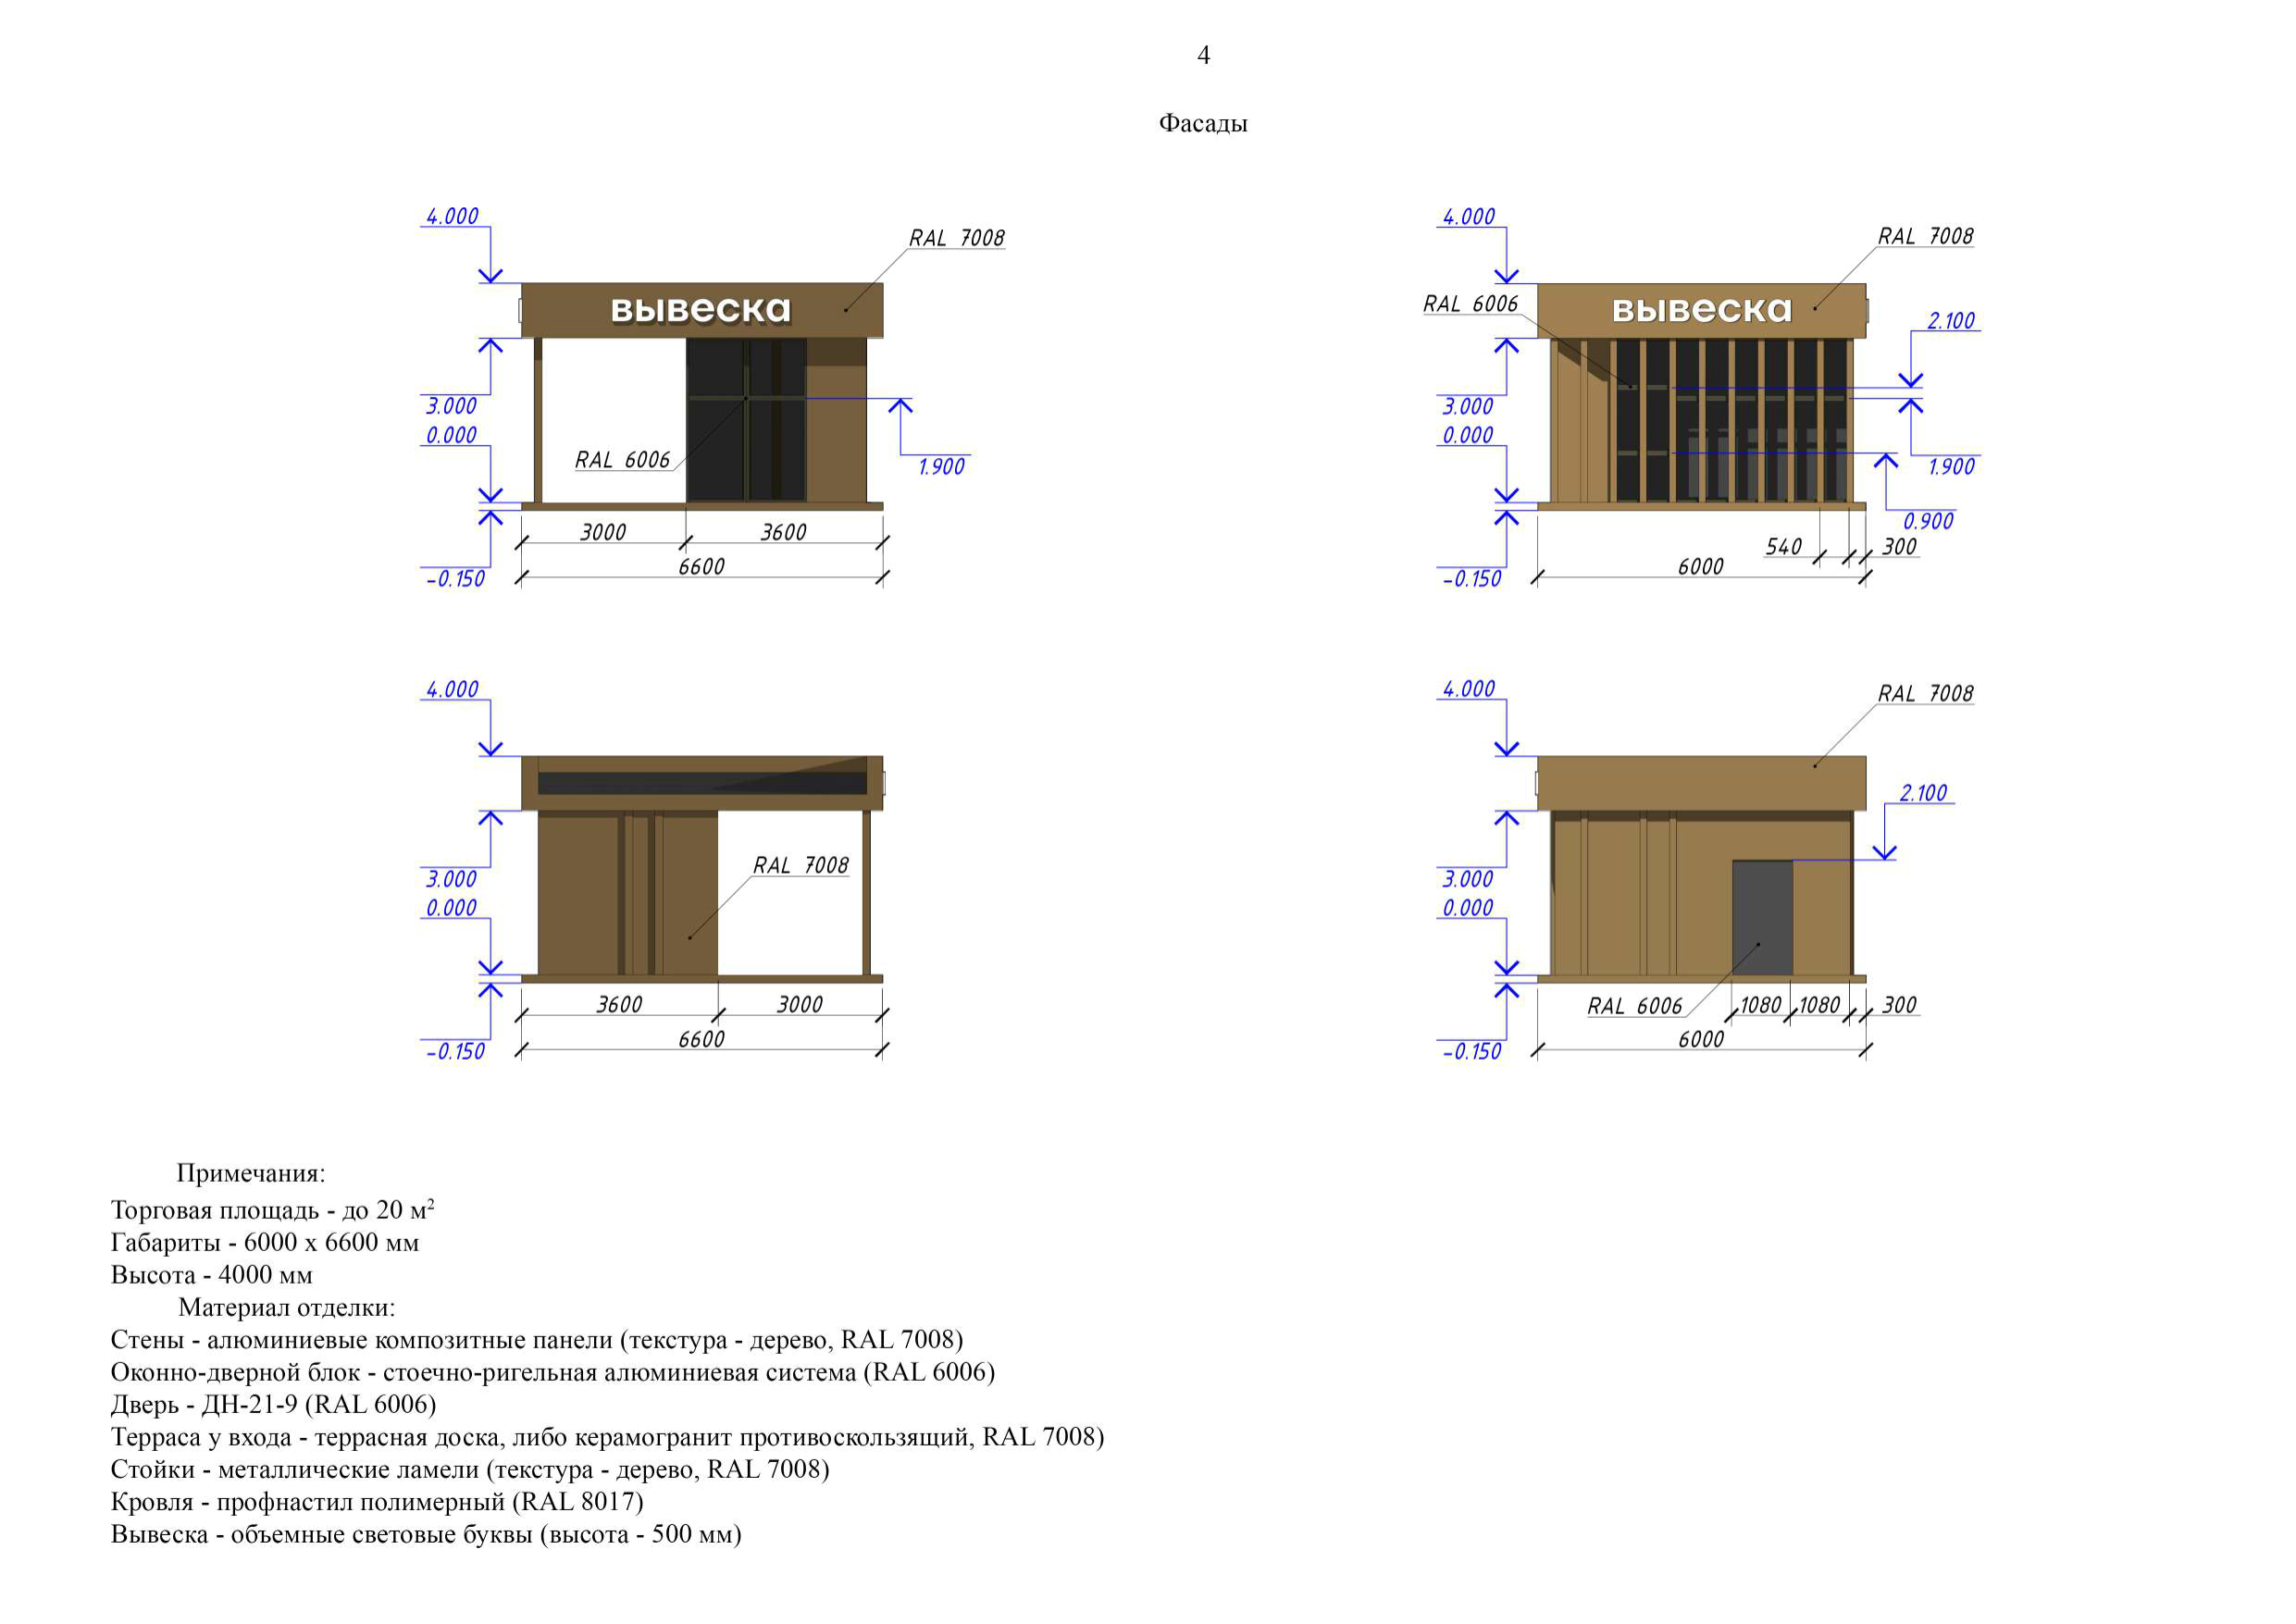 4
Фасады
4.000
RAL 7008
вывеска
3.000
0.000
RAL 6006
1.900
3000
3600
6600
-0.150
4.000
RAL 7008
RAL 6006
вывеска
2.100
3.000
0.000
1.900
0.900
540
300
6000
-0.150
4.000
3.000
RAL 7008
0.000
3600
3000
6600
-0.150
4.000
RAL 7008
2.100
3.000
0.000
RAL 6006
1080
1080
300
6000
-0.150
Примечания:
Торговая площадь - до 20 м²
Габариты - 6000 х 6600 мм
Высота - 4000 мм
Материал отделки:
Стены - алюминиевые композитные панели (текстура - дерево, RAL 7008)
Оконно-дверной блок - стоечно-ригельная алюминиевая система (RAL 6006)
Дверь - ДН-21-9 (RAL 6006)
Терраса у входа - террасная доска, либо керамогранит противоскользящий, RAL 7008)
Стойки - металлические ламели (текстура - дерево, RAL 7008)
Кровля - профнастил полимерный (RAL 8017)
Вывеска - объемные световые буквы (высота - 500 мм)